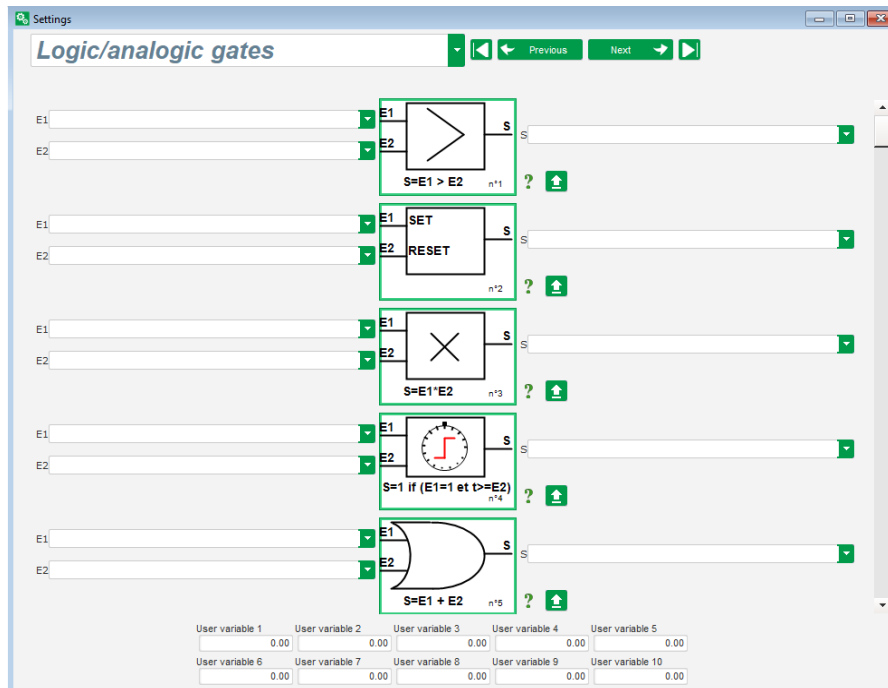 Settings
Logic/analogic gates
Previous
Next
E1
E2
E1
E2
S
S=E1 > E2
n°1
S
?
E1
E2
E1
SET
E2
RESET
S
n°2
S
?
E1
E2
E1
E2
S
S=E1*E2
n°3
S
?
E1
E2
E1
E2
S
S=1 if (E1=1 et t>=E2)
n°4
S
?
E1
E2
E1
E2
S
S=E1 + E2
n°5
S
?
User variable 1 User variable 2 User variable 3 User variable 4 User variable 5
0.00 0.00 0.00 0.00 0.00
User variable 6 User variable 7 User variable 8 User variable 9 User variable 10
0.00 0.00 0.00 0.00 0.00